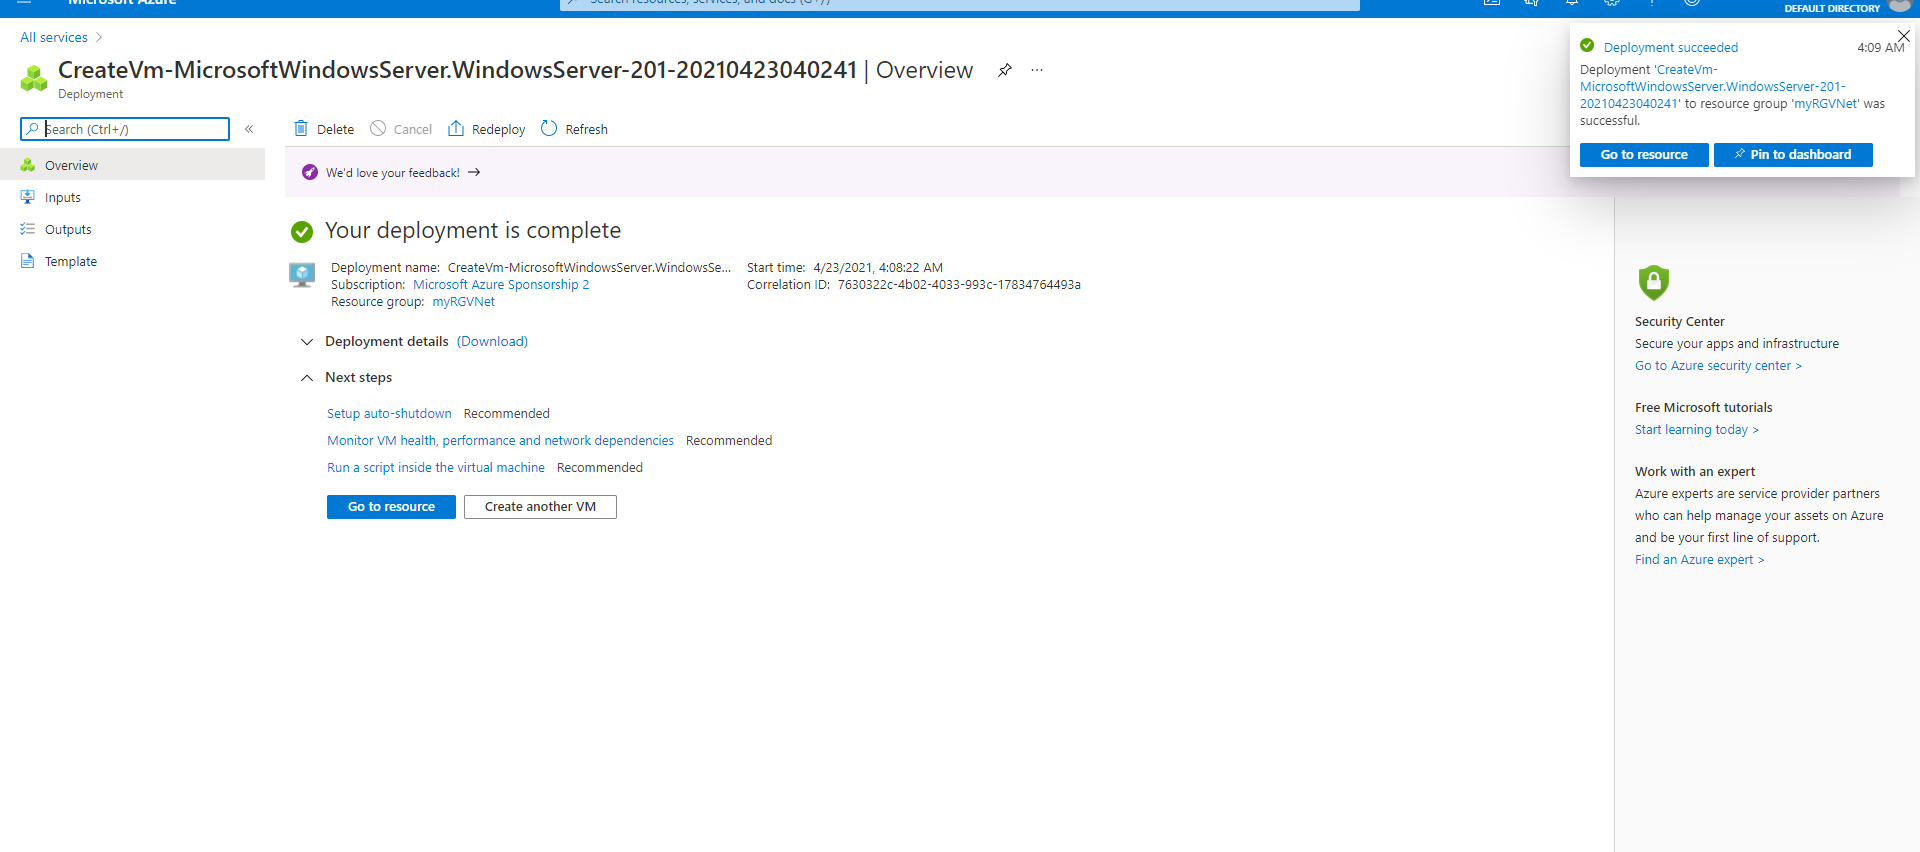 Microsoft Azure
Search resources, services, and docs (G+/)
DEFAULT DIRECTORY
All services
CreateVm-MicrosoftWindowsServer.WindowsServer-201-20210423040241 | Overview
Deployment
Search (Ctrl+/)
Overview
Inputs
Outputs
Template
Delete
Cancel
Redeploy
Refresh
We'd love your feedback!
Your deployment is complete
Deployment name: CreateVm-MicrosoftWindowsServer.WindowsSe...
Subscription: Microsoft Azure Sponsorship 2
Resource group: myRGVNet
Start time: 4/23/2021, 4:08:22 AM
Correlation ID: 7630322c-4b02-4033-993c-17834764493a
Deployment details (Download)
Next steps
Setup auto-shutdown Recommended
Monitor VM health, performance and network dependencies Recommended
Run a script inside the virtual machine Recommended
Go to resource
Create another VM
Deployment succeeded 4:09 AM
Deployment 'CreateVm-
MicrosoftWindowsServer.WindowsServer-201-
20210423040241' to resource group 'myRGVNet' was
successful.
Go to resource
Pin to dashboard
Security Center
Secure your apps and infrastructure
Go to Azure security center >
Free Microsoft tutorials
Start learning today >
Work with an expert
Azure experts are service provider partners
who can help manage your assets on Azure
and be your first line of support.
Find an Azure expert >